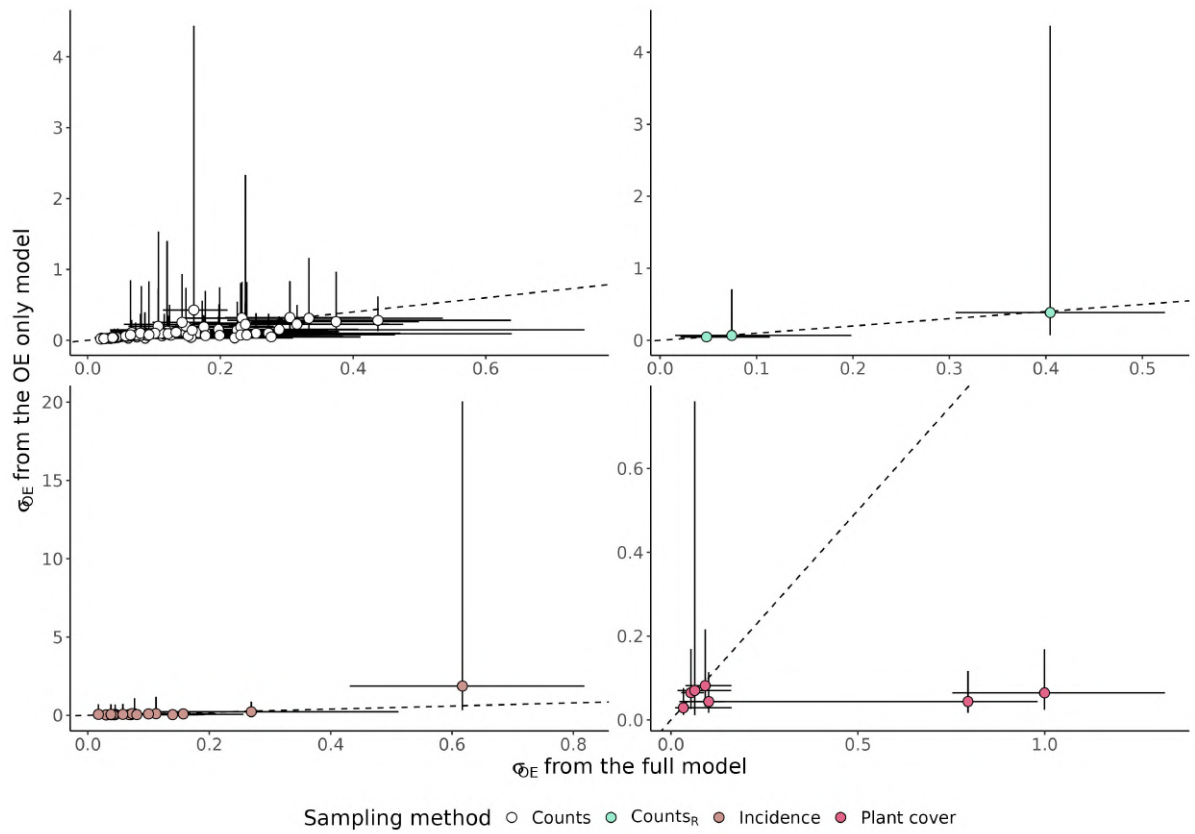 4
3
2
1
0
0.0 0.2 0.4 0.6
4
3
2
1
0
0.0 0.1 0.2 0.3 0.4 0.5
σOE from the OE only model
20
15
10
5
0
0.0 0.2 0.4 0.6 0.8
0.6
0.4
0.2
0.0
0.0 0.5 1.0
σOE from the full model
Sampling method Counts CountsR Incidence Plant cover